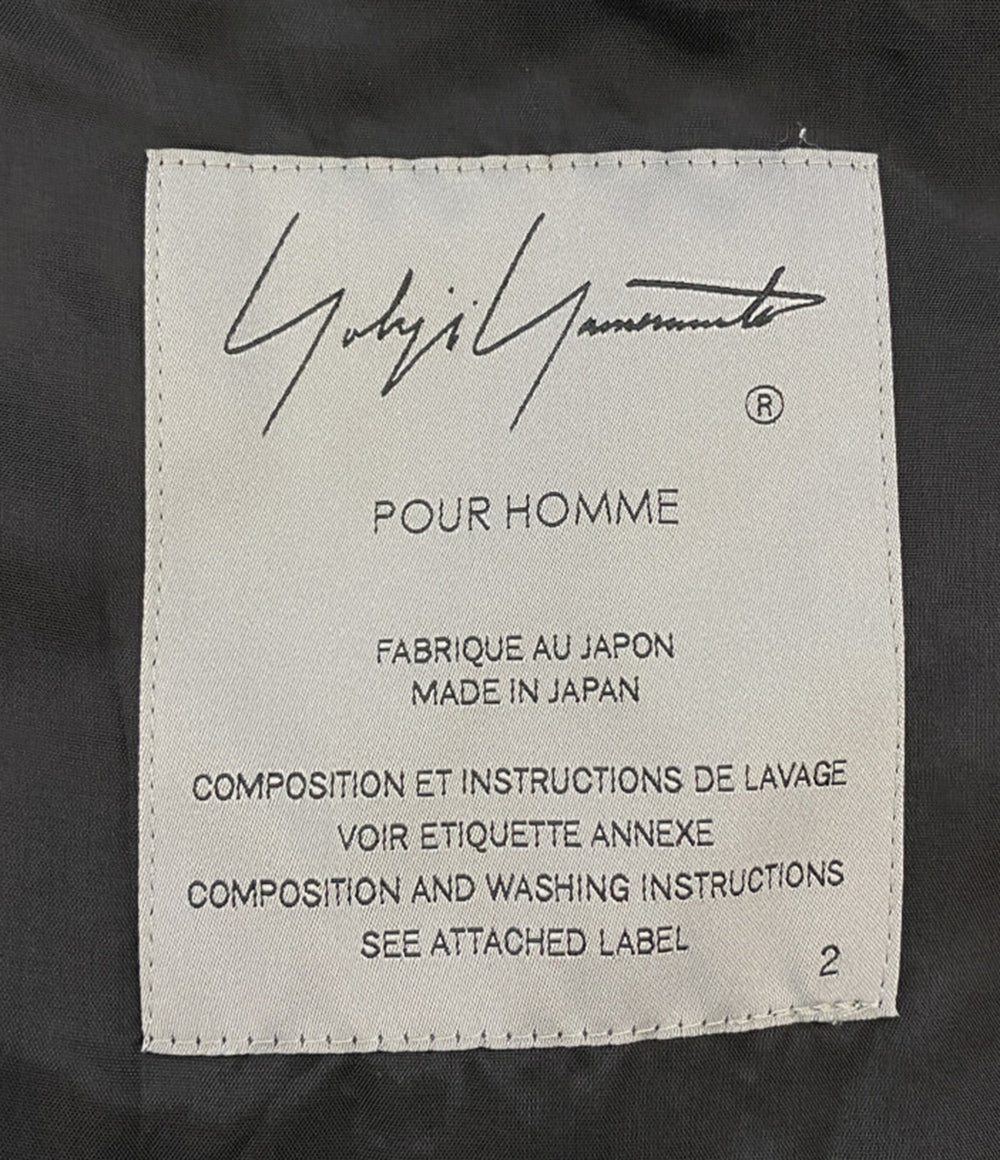 Yohji Yamamoto
®
POUR HOMME
FABRIQUE AU JAPON
MADE IN JAPAN
COMPOSITION ET INSTRUCTIONS DE LAVAGE
VOIR ETIQUETTE ANNEXE
COMPOSITION AND WASHING INSTRUCTIONS
SEE ATTACHED LABEL
2